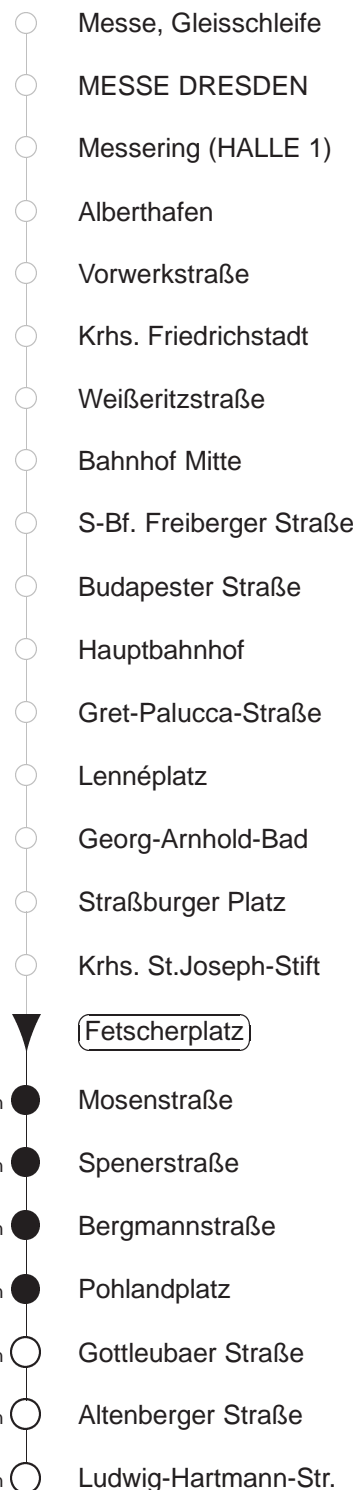 Messe, Gleisschleife
MESSE DRESDEN
Messering (HALLE 1)
Alberthafen
Vorwerkstraße
Krhs. Friedrichstadt
Weißeritzstraße
Bahnhof Mitte
S-Bf. Freiberger Straße
Budapester Straße
Hauptbahnhof
Gret-Palucca-Straße
Lennéplatz
Georg-Arnhold-Bad
Straßburger Platz
Krhs. St.Joseph-Stift
Fetscherplatz
Mosenstraße
Spenerstraße
Bergmannstraße
Pohlandplatz
Gottleubaer Straße
Altenberger Straße
Ludwig-Hartmann-Str.